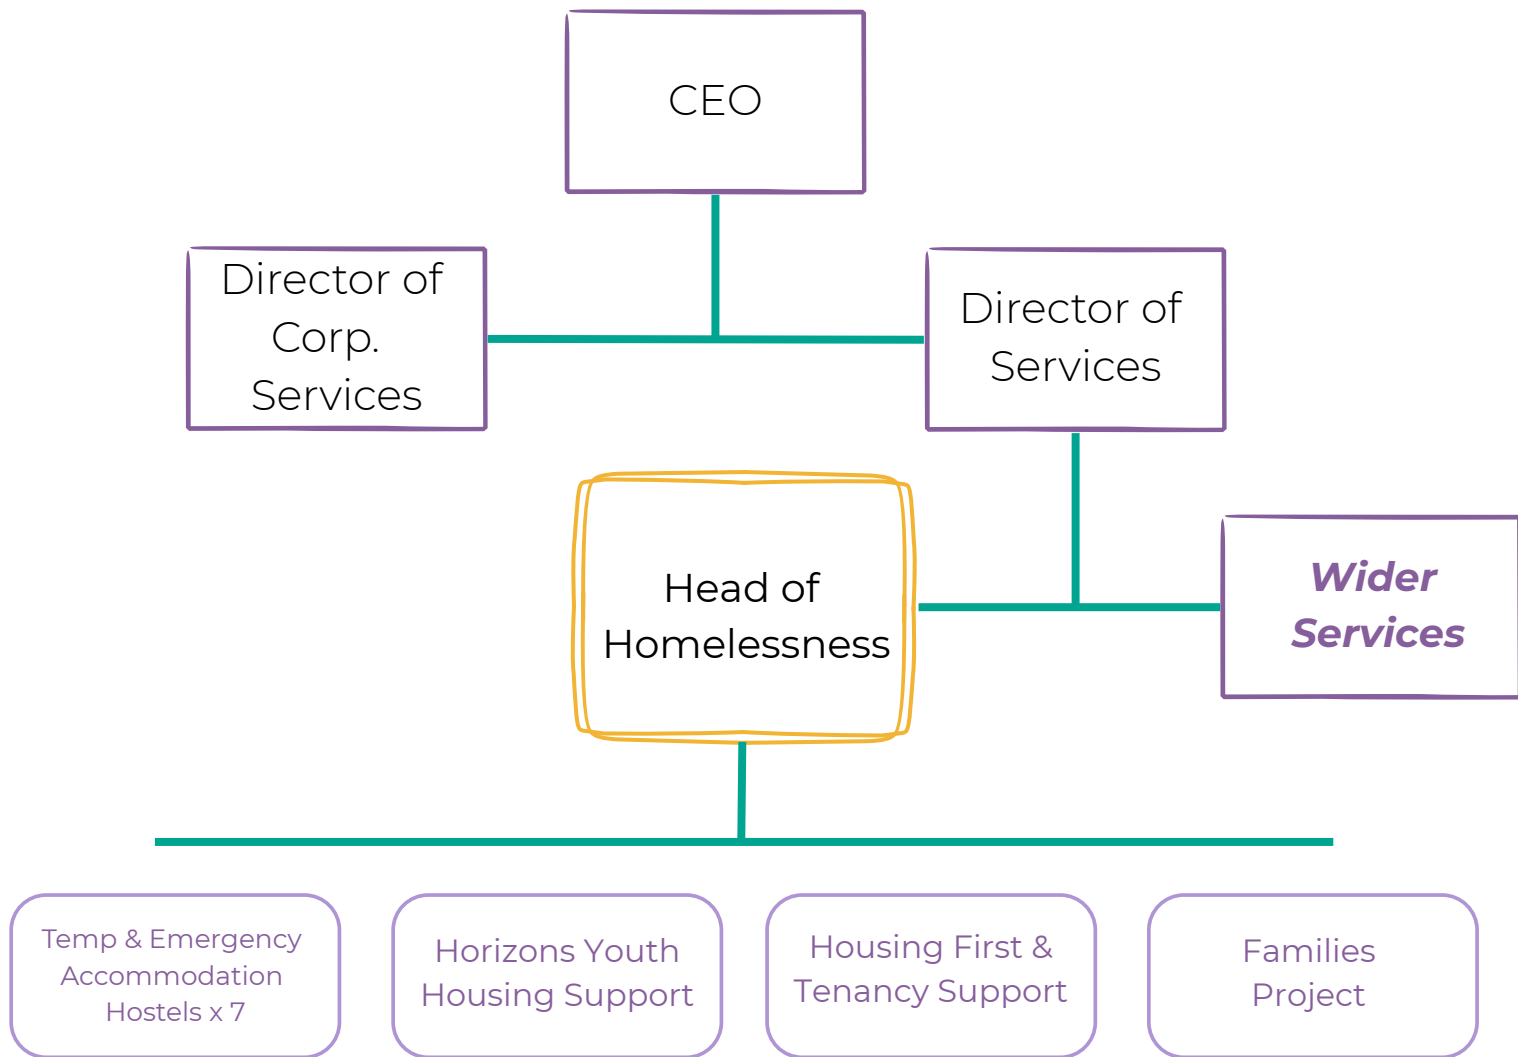 CEO
Director of
Corp.
Services
Director of
Services
Head of
Homelessness
Wider
Services
Temp & Emergency
Accommodation
Hostels x 7
Horizons Youth
Housing Support
Housing First &
Tenancy Support
Families
Project